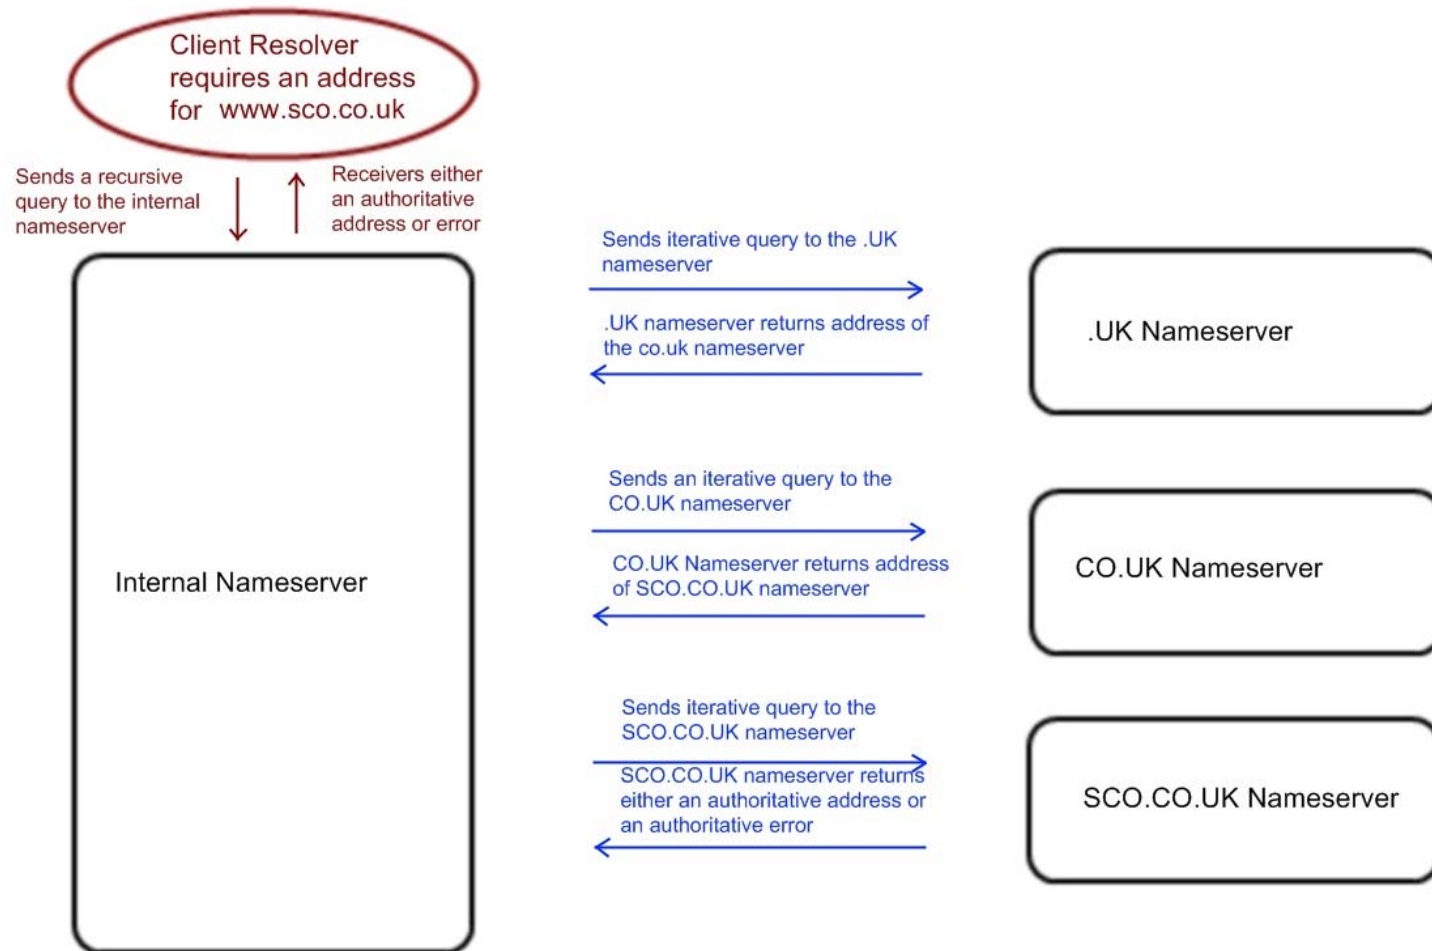 Client Resolver
requires an address
for www.sco.co.uk
Sends a recursive
query to the internal
nameserver
Receivers either
an authoritative
address or error
Internal Nameserver
Sends iterative query to the .UK
nameserver
.UK nameserver returns address of
the co.uk nameserver
.UK Nameserver
Sends an iterative query to the
CO.UK nameserver
CO.UK Nameserver returns address
of SCO.CO.UK nameserver
CO.UK Nameserver
Sends iterative query to the
SCO.CO.UK nameserver
SCO.CO.UK nameserver returns
either an authoritative address or
an authoritative error
SCO.CO.UK Nameserver